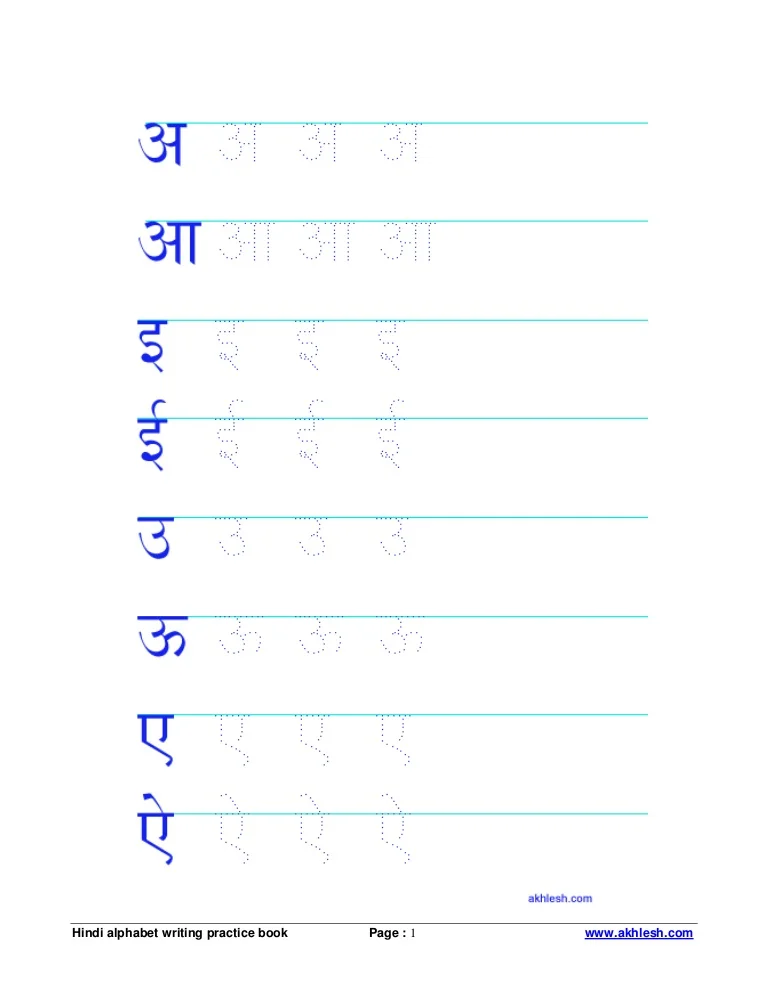 अ अ अ अ
आ आ आ आ
इ इ इ इ
ई ई ई ई
उ उ उ उ
ऊ ऊ ऊ ऊ
ए ए ए ए
ऐ ऐ ऐ ऐ
akhlesh.com
Hindi alphabet writing practice book Page : 1 www.akhlesh.com